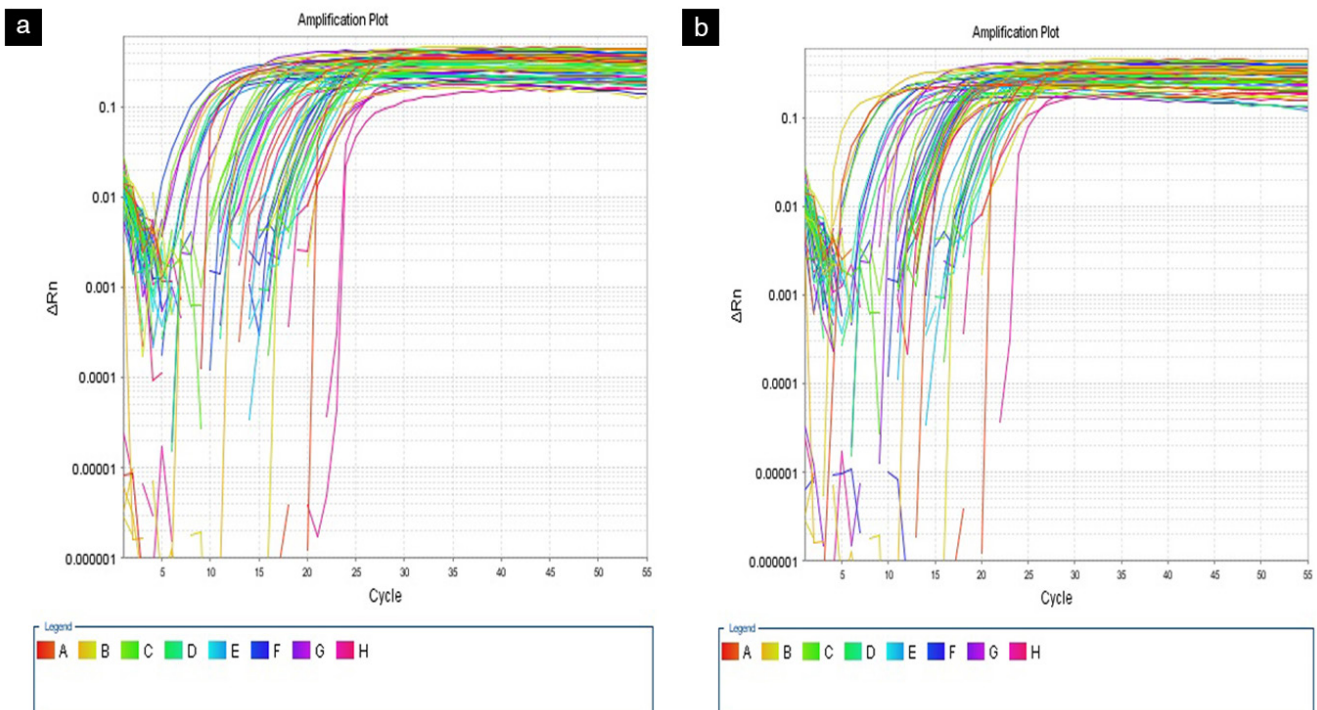 a
Amplification Plot
0.1
0.01
0.001
0.0001
0.00001
0.000001
ΔRn
5 10 15 20 25 30 35 40 45 50 55
Cycle
Legend
A B C D E F G H
b
Amplification Plot
0.1
0.01
0.001
0.0001
0.00001
0.000001
ΔRn
5 10 15 20 25 30 35 40 45 50 55
Cycle
Legend
A B C D E F G H